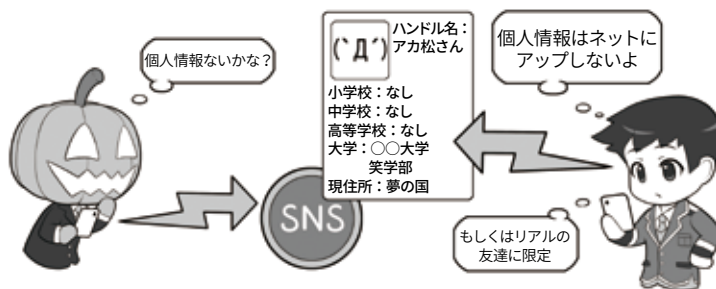 個人情報ないかな？
(`Д´)
ハンドル名：
アカ松さん
小学校：なし
中学校：なし
高等学校：なし
大学：○○大学
笑学部
現住所：夢の国
個人情報はネットに
アップしないよ
SNS
もしくはリアルの
友達に限定